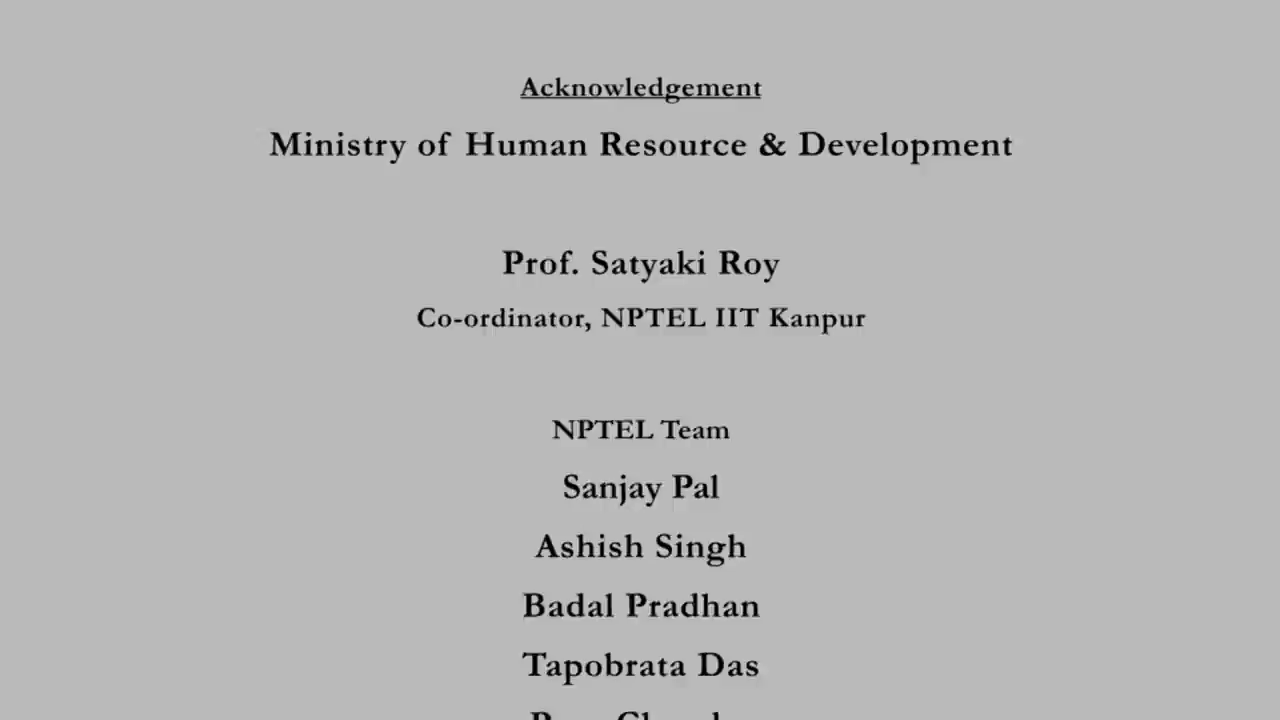 Acknowledgement
Ministry of Human Resource & Development
Prof. Satyaki Roy
Co-ordinator, NPTEL IIT Kanpur
NPTEL Team
Sanjay Pal
Ashish Singh
Badal Pradhan
Tapobrata Das